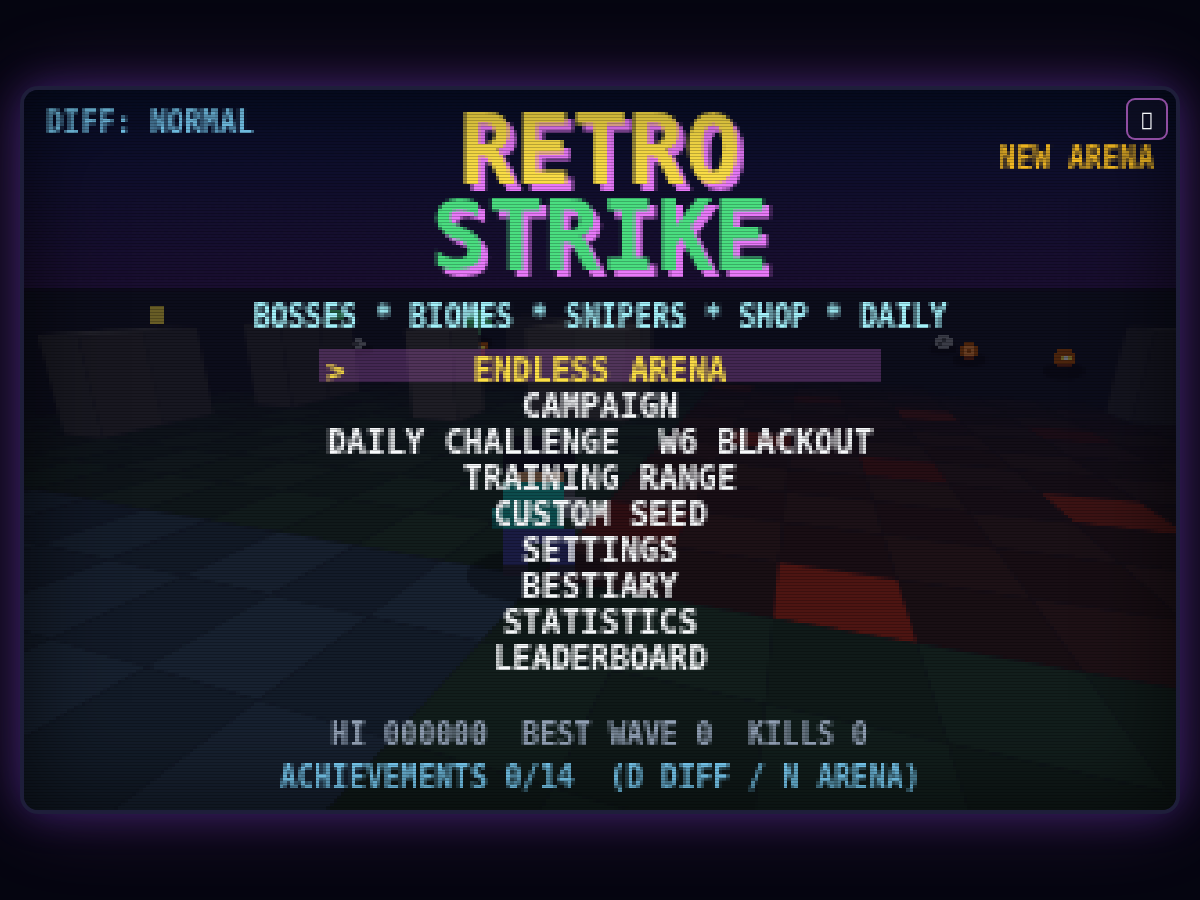 DIFF: NORMAL
NEW ARENA
RETRO
STRIKE
BOSSES * BIOMES * SNIPERS * SHOP * DAILY
> ENDLESS ARENA
CAMPAIGN
DAILY CHALLENGE  W6 BLACKOUT
TRAINING RANGE
CUSTOM SEED
SETTINGS
BESTIARY
STATISTICS
LEADERBOARD
HI 000000  BEST WAVE 0  KILLS 0
ACHIEVEMENTS 0/14  (D DIFF / N ARENA)